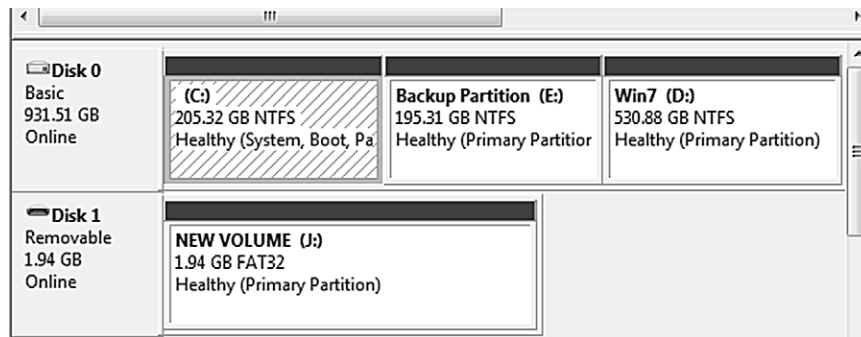 Disk 0
Basic
931.51 GB
Online
(C:)
205.32 GB NTFS
Healthy (System, Boot, Pa
Backup Partition (E:)
195.31 GB NTFS
Healthy (Primary Partitior
Win7 (D:)
530.88 GB NTFS
Healthy (Primary Partition)
Disk 1
Removable
1.94 GB
Online
NEW VOLUME (J:)
1.94 GB FAT32
Healthy (Primary Partition)